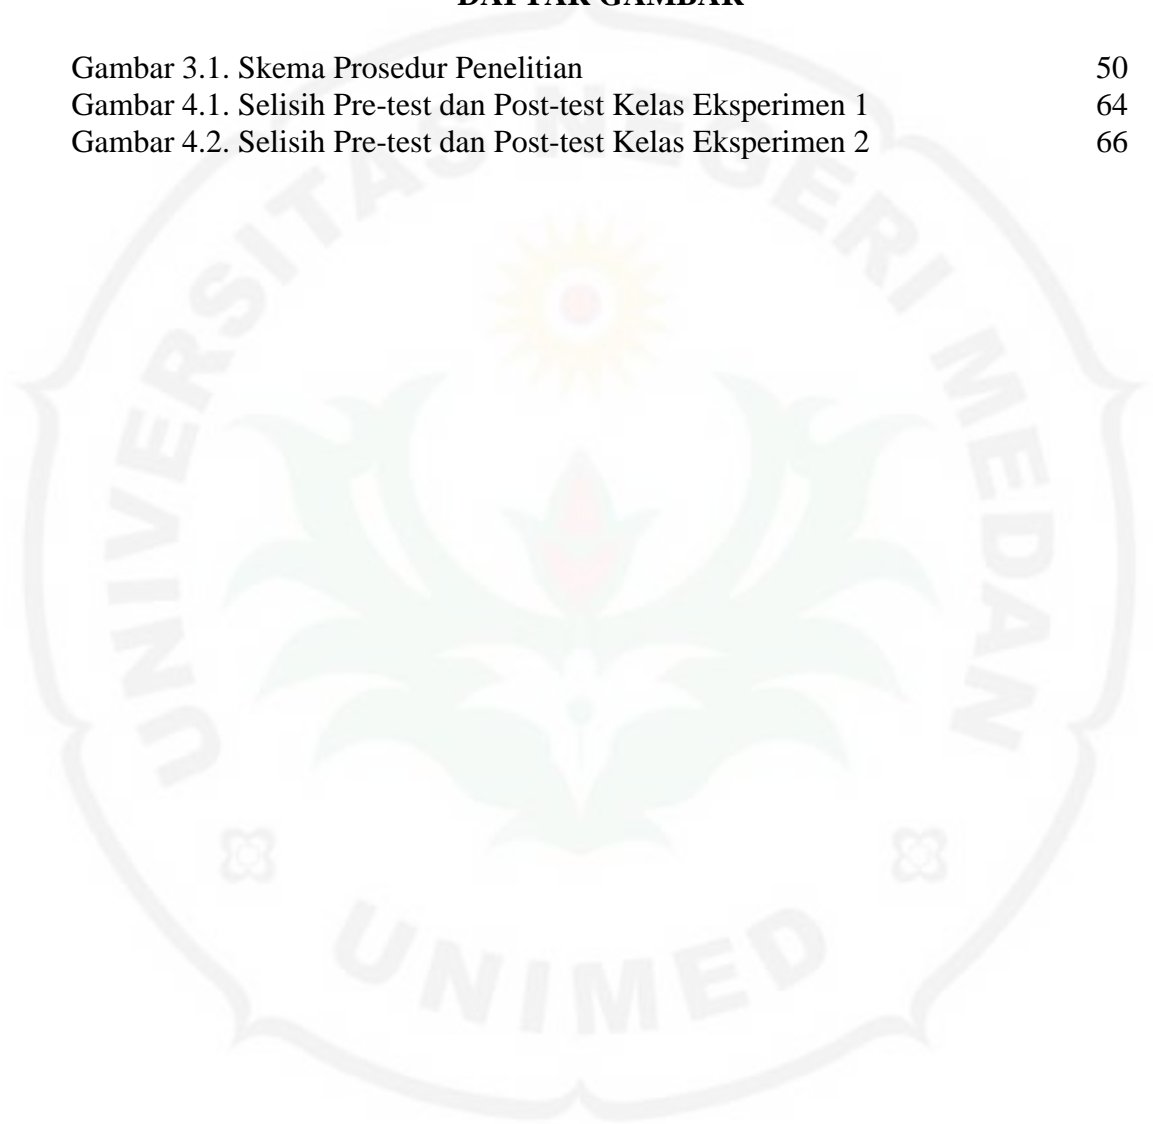 DAFTAR GAMBAR
Gambar 3.1. Skema Prosedur Penelitian 50
Gambar 4.1. Selisih Pre-test dan Post-test Kelas Eksperimen 1 64
Gambar 4.2. Selisih Pre-test dan Post-test Kelas Eksperimen 2 66
UNIVERSITAS NEGERI MEDAN
UNIMED